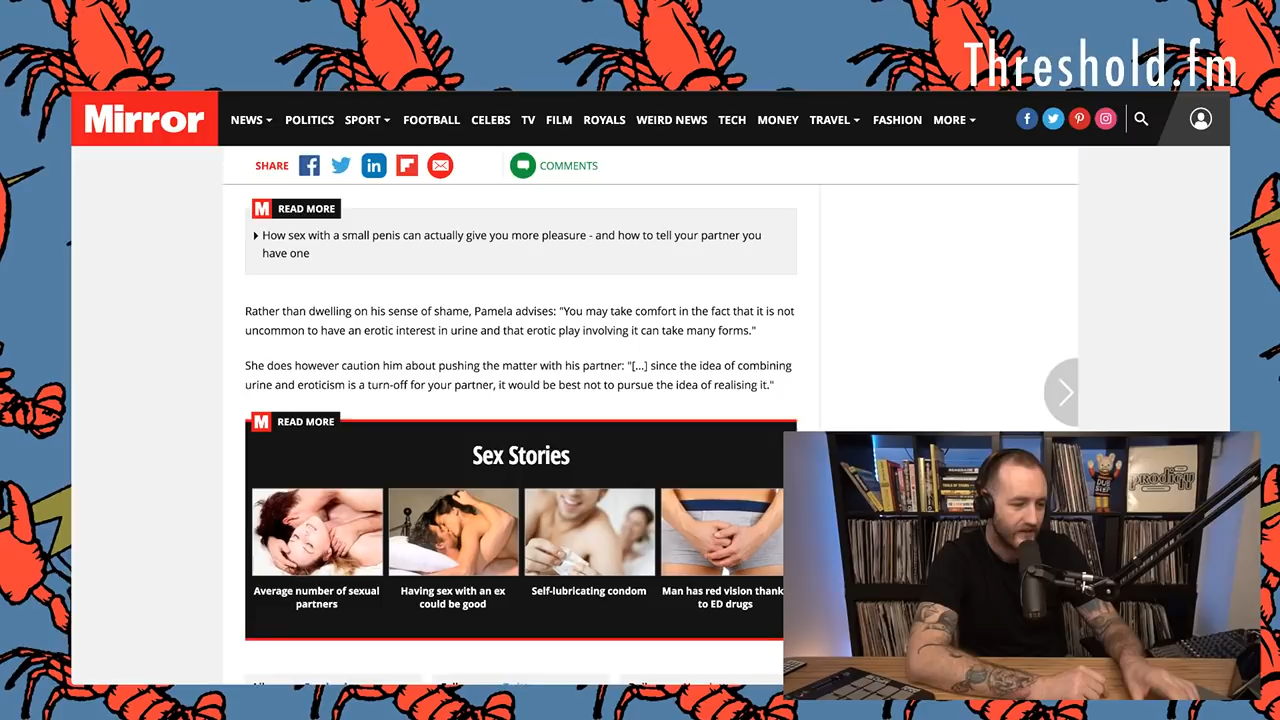 Threshold.fm
Mirror
NEWS POLITICS SPORT FOOTBALL CELEBS TV FILM ROYALS WEIRD NEWS TECH MONEY TRAVEL FASHION MORE
SHARE
COMMENTS
M READ MORE
How sex with a small penis can actually give you more pleasure - and how to tell your partner you
have one
Rather than dwelling on his sense of shame, Pamela advises: "You may take comfort in the fact that it is not
uncommon to have an erotic interest in urine and that erotic play involving it can take many forms."
She does however caution him about pushing the matter with his partner: "[...] since the idea of combining
urine and eroticism is a turn-off for your partner, it would be best not to pursue the idea of realising it."
M READ MORE
Sex Stories
Average number of sexual
partners
Having sex with an ex
could be good
Self-lubricating condom
Man has red vision thank
to ED drugs
DUB
STEP
prodigy